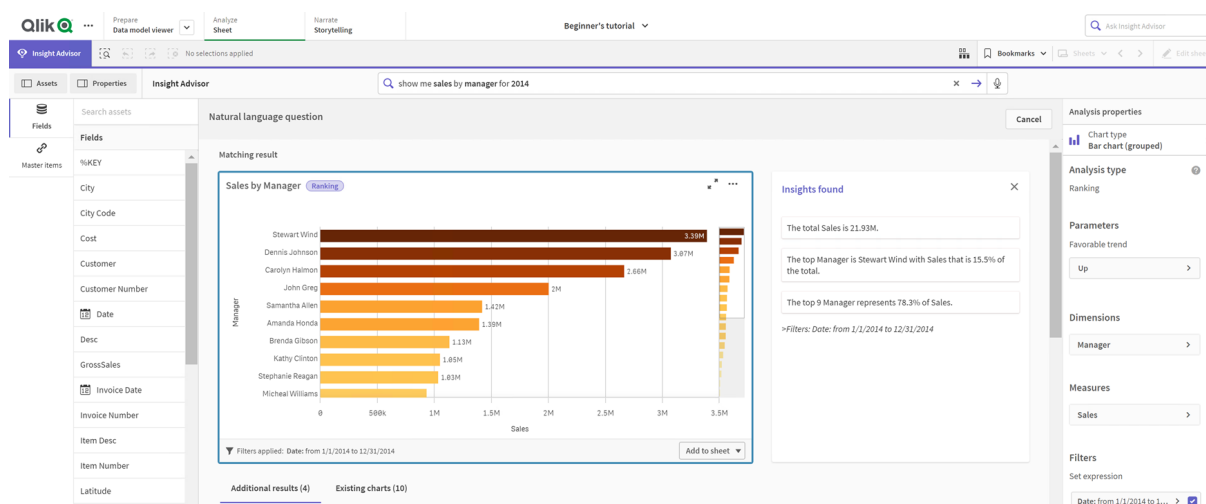 Qlik
Prepare
Data model viewer
Analyze
Sheet
Narrate
Storytelling
Beginner's tutorial
Ask Insight Advisor
Insight Advisor
No selections applied
Bookmarks
Sheets
Edit shee
Assets
Properties
Insight Advisor
show me sales by manager for 2014
Fields
Master items
Search assets
Fields
%KEY
City
City Code
Cost
Customer
Customer Number
Date
Desc
GrossSales
Invoice Date
Invoice Number
Item Desc
Item Number
Latitude
Natural language question
Cancel
Matching result
Sales by Manager Ranking
Manager
Stewart Wind 3.39M
Dennis Johnson 3.07M
Carolyn Halmon 2.66M
John Greg 2M
Samantha Allen 1.42M
Amanda Honda 1.39M
Brenda Gibson 1.13M
Kathy Clinton 1.05M
Stephanie Reagan 1.03M
Micheal Williams
0 500k 1M 1.5M 2M 2.5M 3M 3.5M
Sales
Filters applied: Date: from 1/1/2014 to 12/31/2014
Add to sheet
Additional results (4)
Existing charts (10)
Insights found
The total Sales is 21.93M.
The top Manager is Stewart Wind with Sales that is 15.5% of
the total.
The top 9 Manager represents 78.3% of Sales.
>Filters: Date: from 1/1/2014 to 12/31/2014
Analysis properties
Chart type
Bar chart (grouped)
Analysis type
Ranking
Parameters
Favorable trend
Up
Dimensions
Manager
Measures
Sales
Filters
Set expression
Date: from 1/1/2014 to 1...